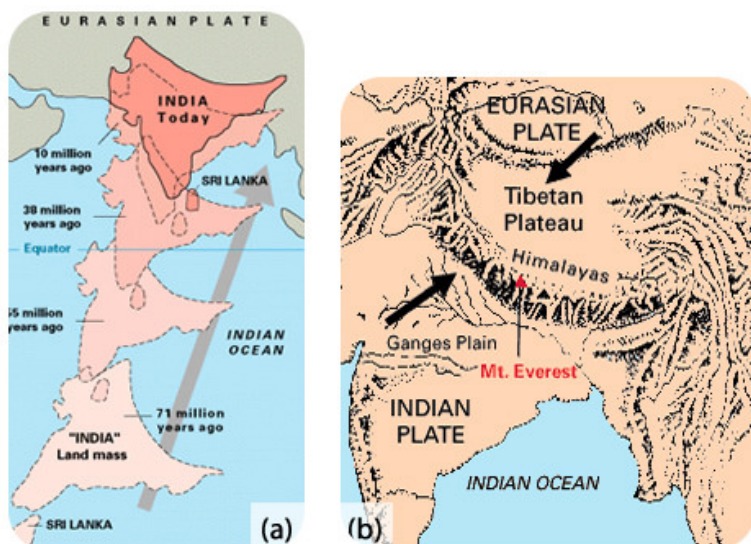 EURASIAN PLATE
INDIA
Today
10 million
years ago
SRI LANKA
38 million
years ago
Equator
55 million
years ago
INDIAN
OCEAN
71 million
years ago
"INDIA"
Land mass
SRI LANKA
(a)
EURASIAN
PLATE
Tibetan
Plateau
Himalayas
Ganges Plain
Mt. Everest
INDIAN
PLATE
INDIAN OCEAN
(b)